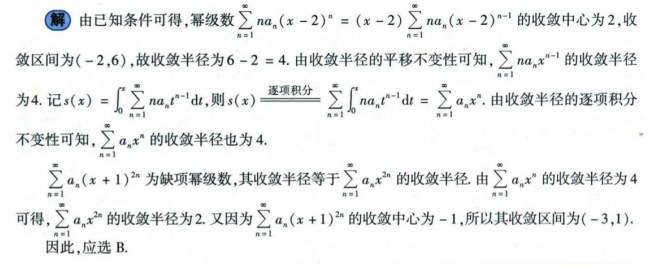 解 由已知条件可得,幂级数 $\sum_{n=1}^{\infty} na_n(x-2)^n = (x-2)\sum_{n=1}^{\infty} na_n(x-2)^{n-1}$ 的收敛中心为2,收
敛区间为(-2,6),故收敛半径为6-2=4. 由收敛半径的平移不变性可知, $\sum_{n=1}^{\infty} na_nx^{n-1}$ 的收敛半径
为4. 记 $s(x) = \int_0^x \sum_{n=1}^{\infty} na_nt^{n-1}dt$,则 $s(x) \xlongequal{逐项积分} \sum_{n=1}^{\infty} \int_0^x na_nt^{n-1}dt = \sum_{n=1}^{\infty} a_nx^n$. 由收敛半径的逐项积分
不变性可知, $\sum_{n=1}^{\infty} a_nx^n$ 的收敛半径也为4.
$\sum_{n=1}^{\infty} a_n(x+1)^{2n}$ 为缺项幂级数,其收敛半径等于 $\sum_{n=1}^{\infty} a_nx^{2n}$ 的收敛半径. 由 $\sum_{n=1}^{\infty} a_nx^n$ 的收敛半径为4
可得, $\sum_{n=1}^{\infty} a_nx^{2n}$ 的收敛半径为2. 又因为 $\sum_{n=1}^{\infty} a_n(x+1)^{2n}$ 的收敛中心为-1,所以其收敛区间为(-3,1).
因此,应选 B.